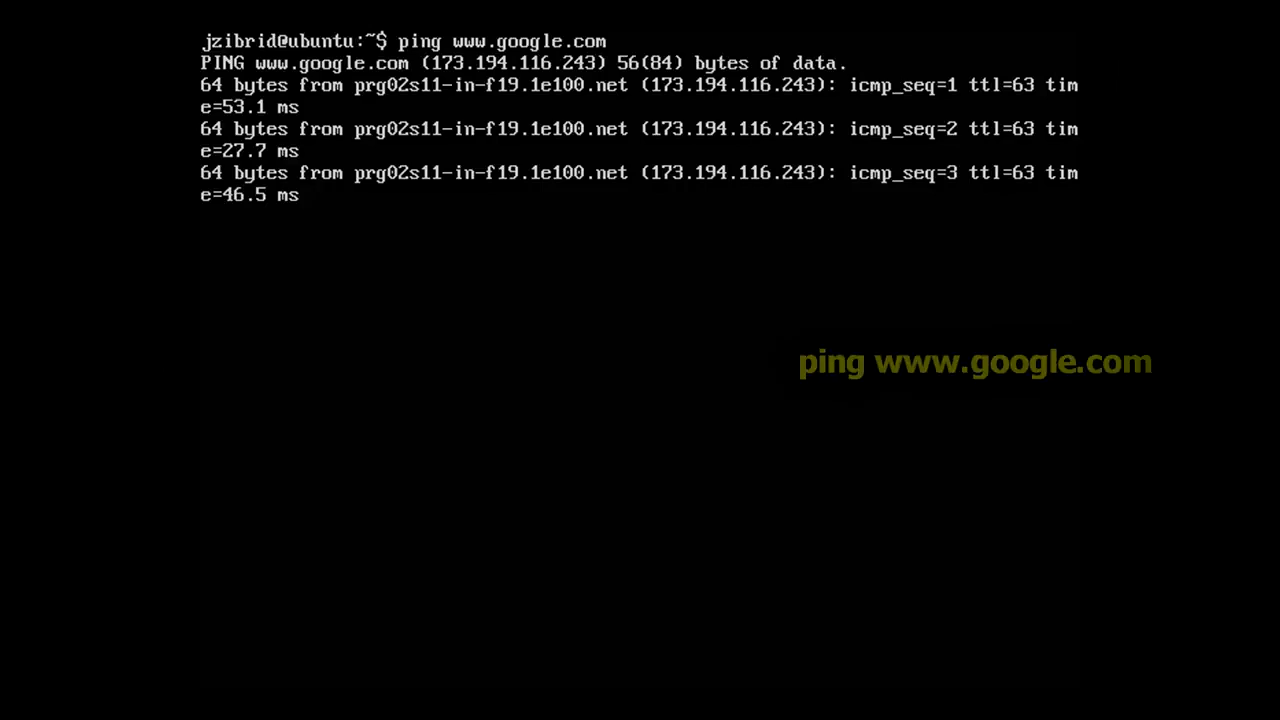 jzibrid@ubuntu:~$ ping www.google.com
PING www.google.com (173.194.116.243) 56(84) bytes of data.
64 bytes from prg02s11-in-f19.1e100.net (173.194.116.243): icmp_seq=1 ttl=63 tim
e=53.1 ms
64 bytes from prg02s11-in-f19.1e100.net (173.194.116.243): icmp_seq=2 ttl=63 tim
e=27.7 ms
64 bytes from prg02s11-in-f19.1e100.net (173.194.116.243): icmp_seq=3 ttl=63 tim
e=46.5 ms
ping www.google.com